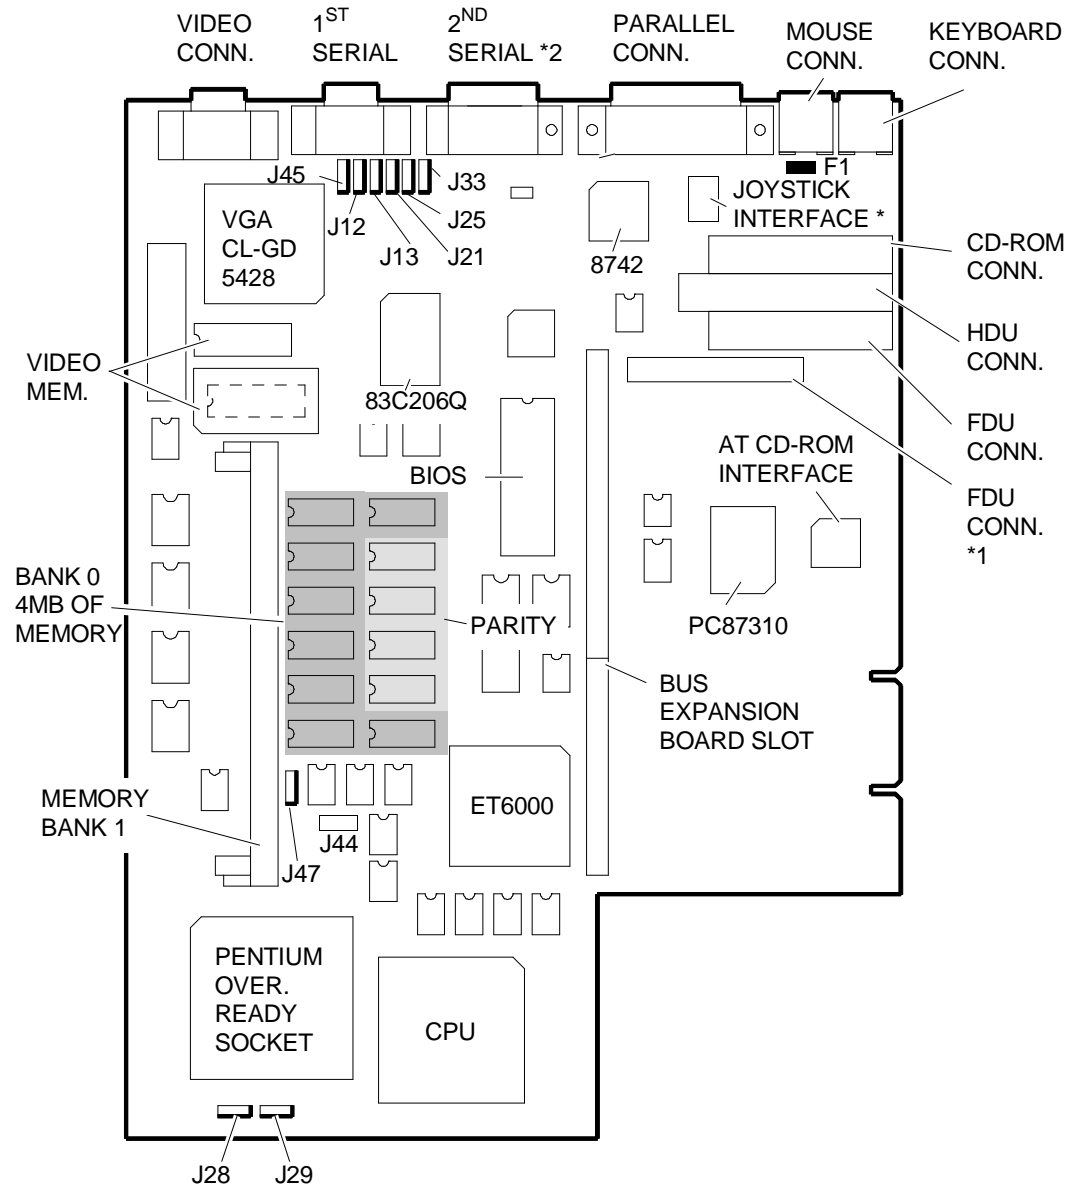 VIDEO
CONN.
1ST
SERIAL
2ND
SERIAL *2
PARALLEL
CONN.
MOUSE
CONN.
KEYBOARD
CONN.
F1
J45
J33
J12
J25
J13
J21
JOYSTICK
INTERFACE *
VGA
CL-GD
5428
8742
CD-ROM
CONN.
HDU
CONN.
VIDEO
MEM.
83C206Q
FDU
CONN.
AT CD-ROM
INTERFACE
BIOS
FDU
CONN.
*1
BANK 0
4MB OF
MEMORY
PARITY
PC87310
BUS
EXPANSION
BOARD SLOT
MEMORY
BANK 1
ET6000
J44
J47
PENTIUM
OVER.
READY
SOCKET
CPU
J28
J29